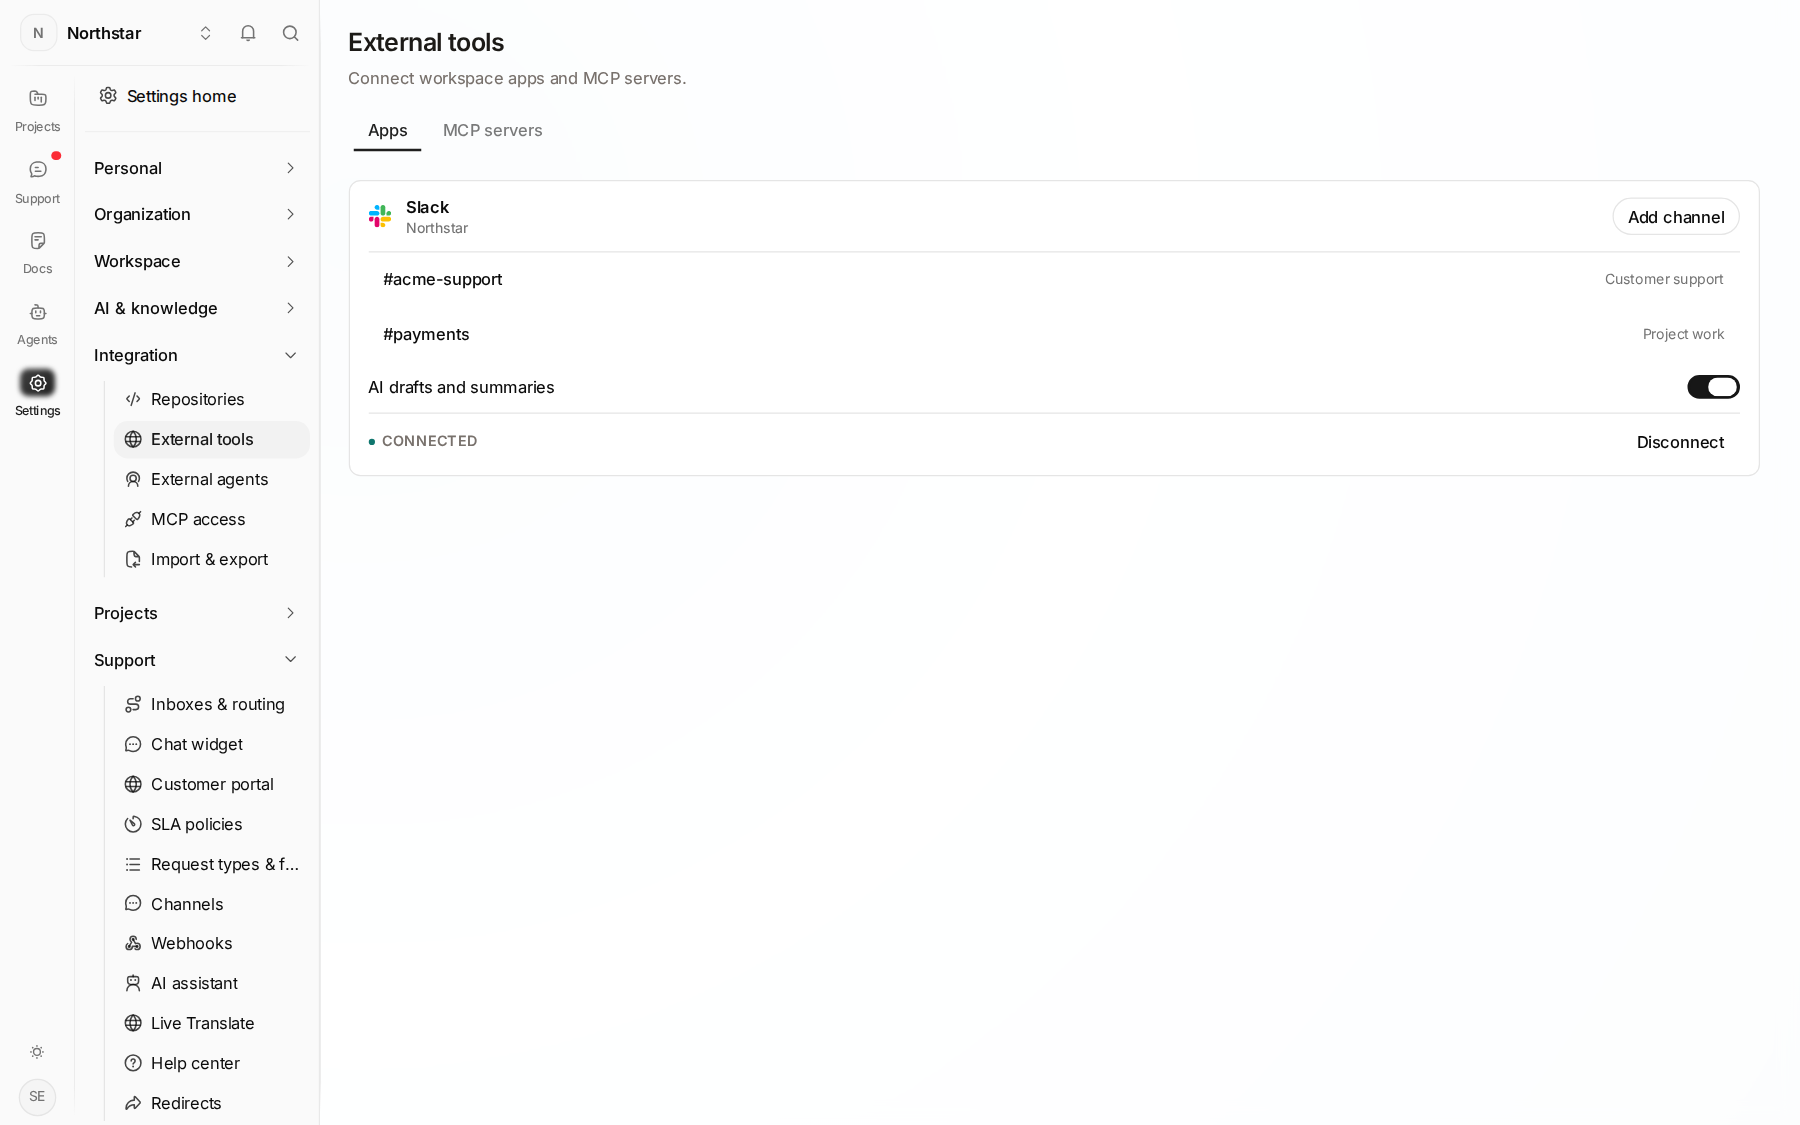 N
Northstar
Projects
Support
Docs
Agents
Settings
SE
Settings home
Personal
Organization
Workspace
AI & knowledge
Integration
Repositories
External tools
External agents
MCP access
Import & export
Projects
Support
Inboxes & routing
Chat widget
Customer portal
SLA policies
Request types & f...
Channels
Webhooks
AI assistant
Live Translate
Help center
Redirects
External tools
Connect workspace apps and MCP servers.
Apps
MCP servers
Slack
Northstar
Add channel
#acme-support
Customer support
#payments
Project work
AI drafts and summaries
CONNECTED
Disconnect